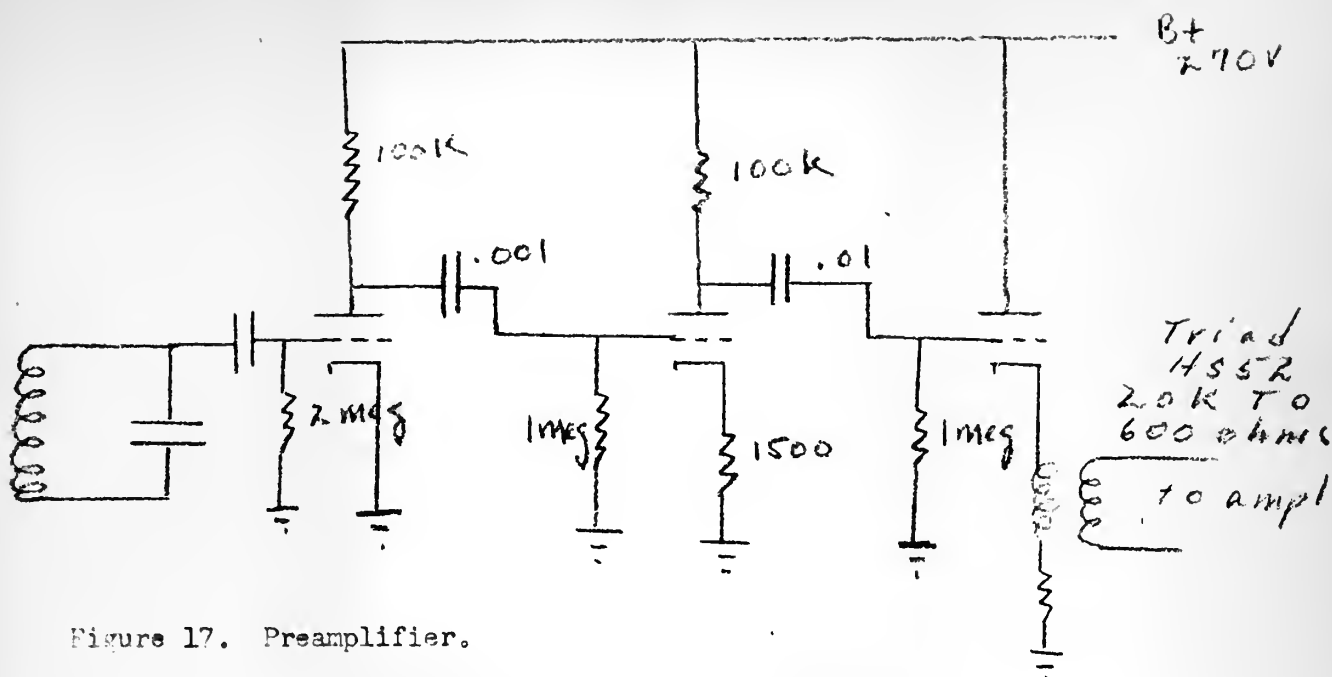 B+
270V
100K
100K
.001
.01
Triad
HS52
20K TO
600 ohms
2 meg
1meg
1500
1meg
to ampl
Figure 17. Preamplifier.